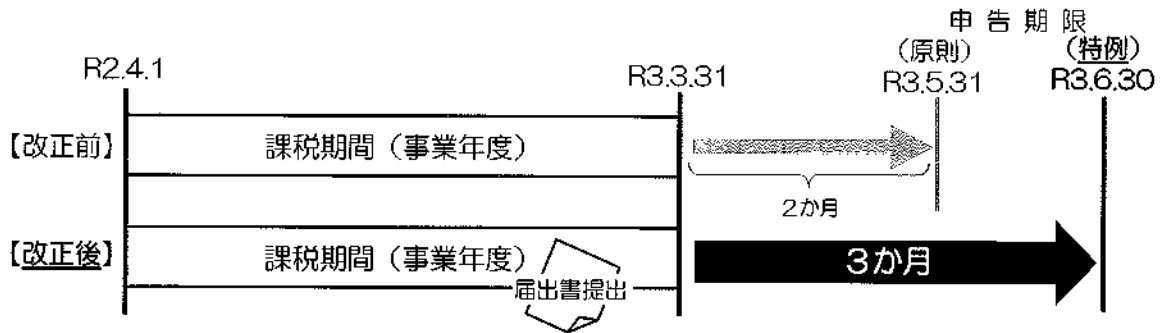 申告期限
(原則)
(特例)
R2.4.1
R3.3.31
R3.5.31
R3.6.30
【改正前】
課税期間（事業年度）
2か月
【改正後】
課税期間（事業年度）
3か月
届出書提出